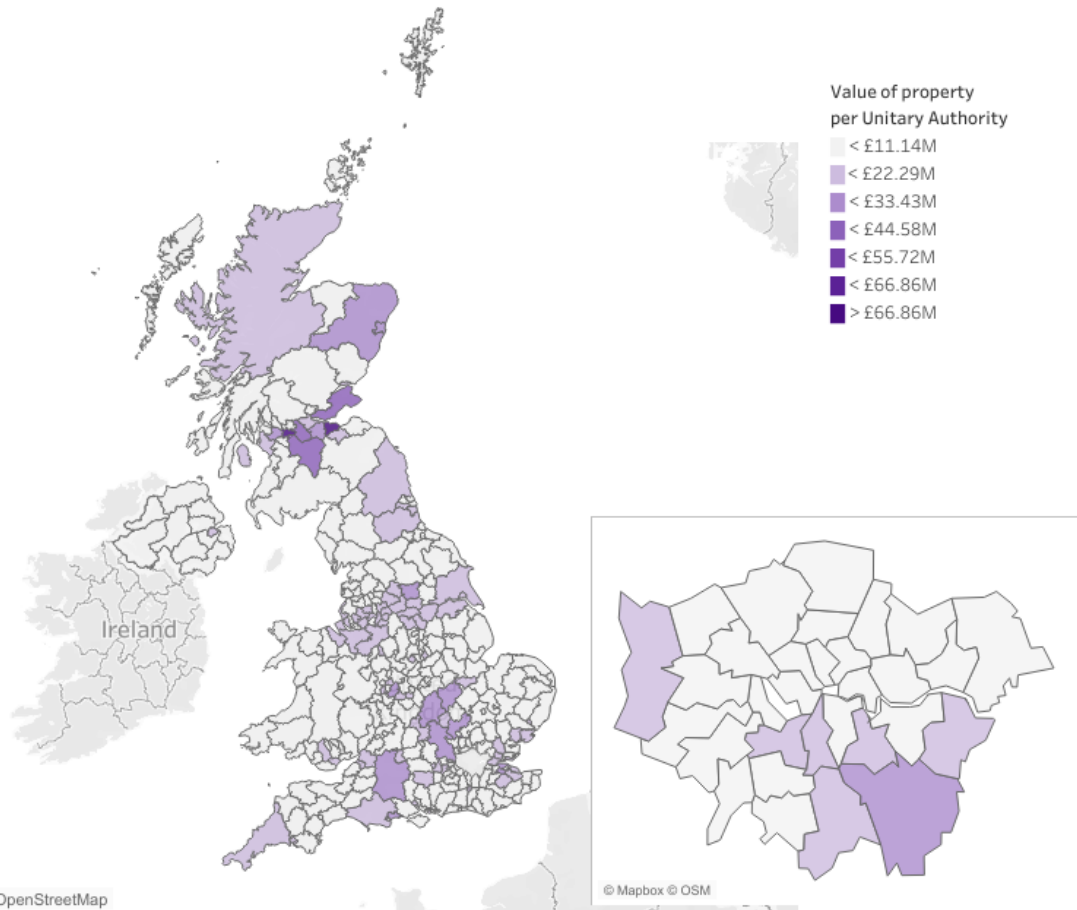 Value of property
per Unitary Authority
< £11.14M
< £22.29M
< £33.43M
< £44.58M
< £55.72M
< £66.86M
> £66.86M
Ireland
© Mapbox © OSM
OpenStreetMap